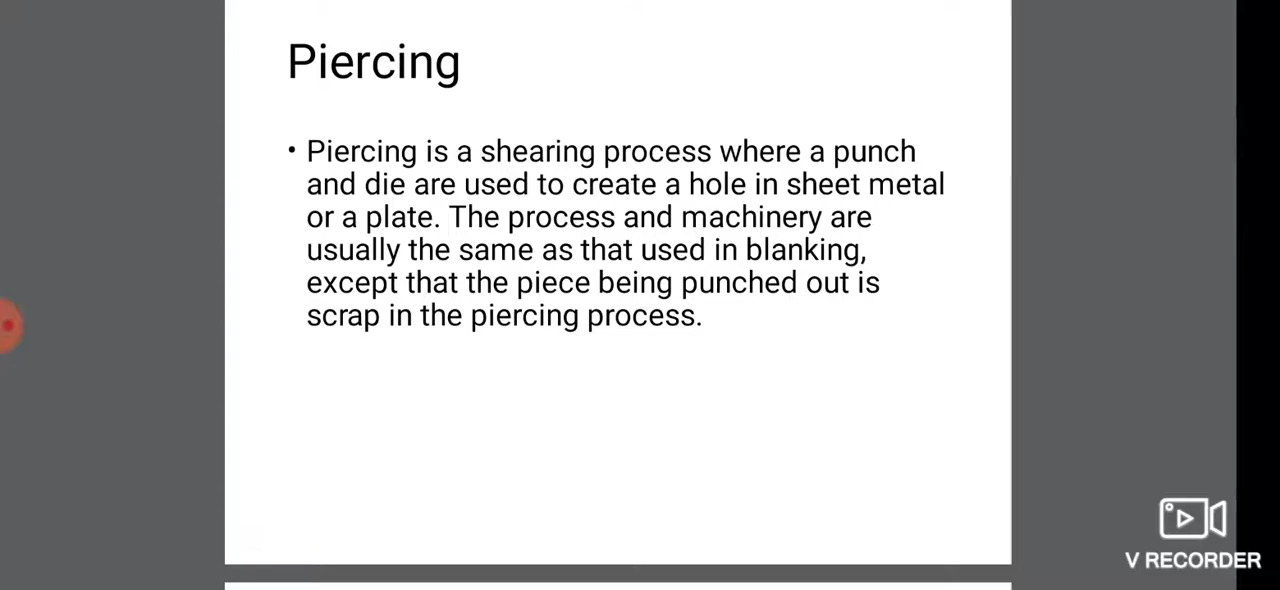 Piercing
• Piercing is a shearing process where a punch
and die are used to create a hole in sheet metal
or a plate. The process and machinery are
usually the same as that used in blanking,
except that the piece being punched out is
scrap in the piercing process.
V RECORDER